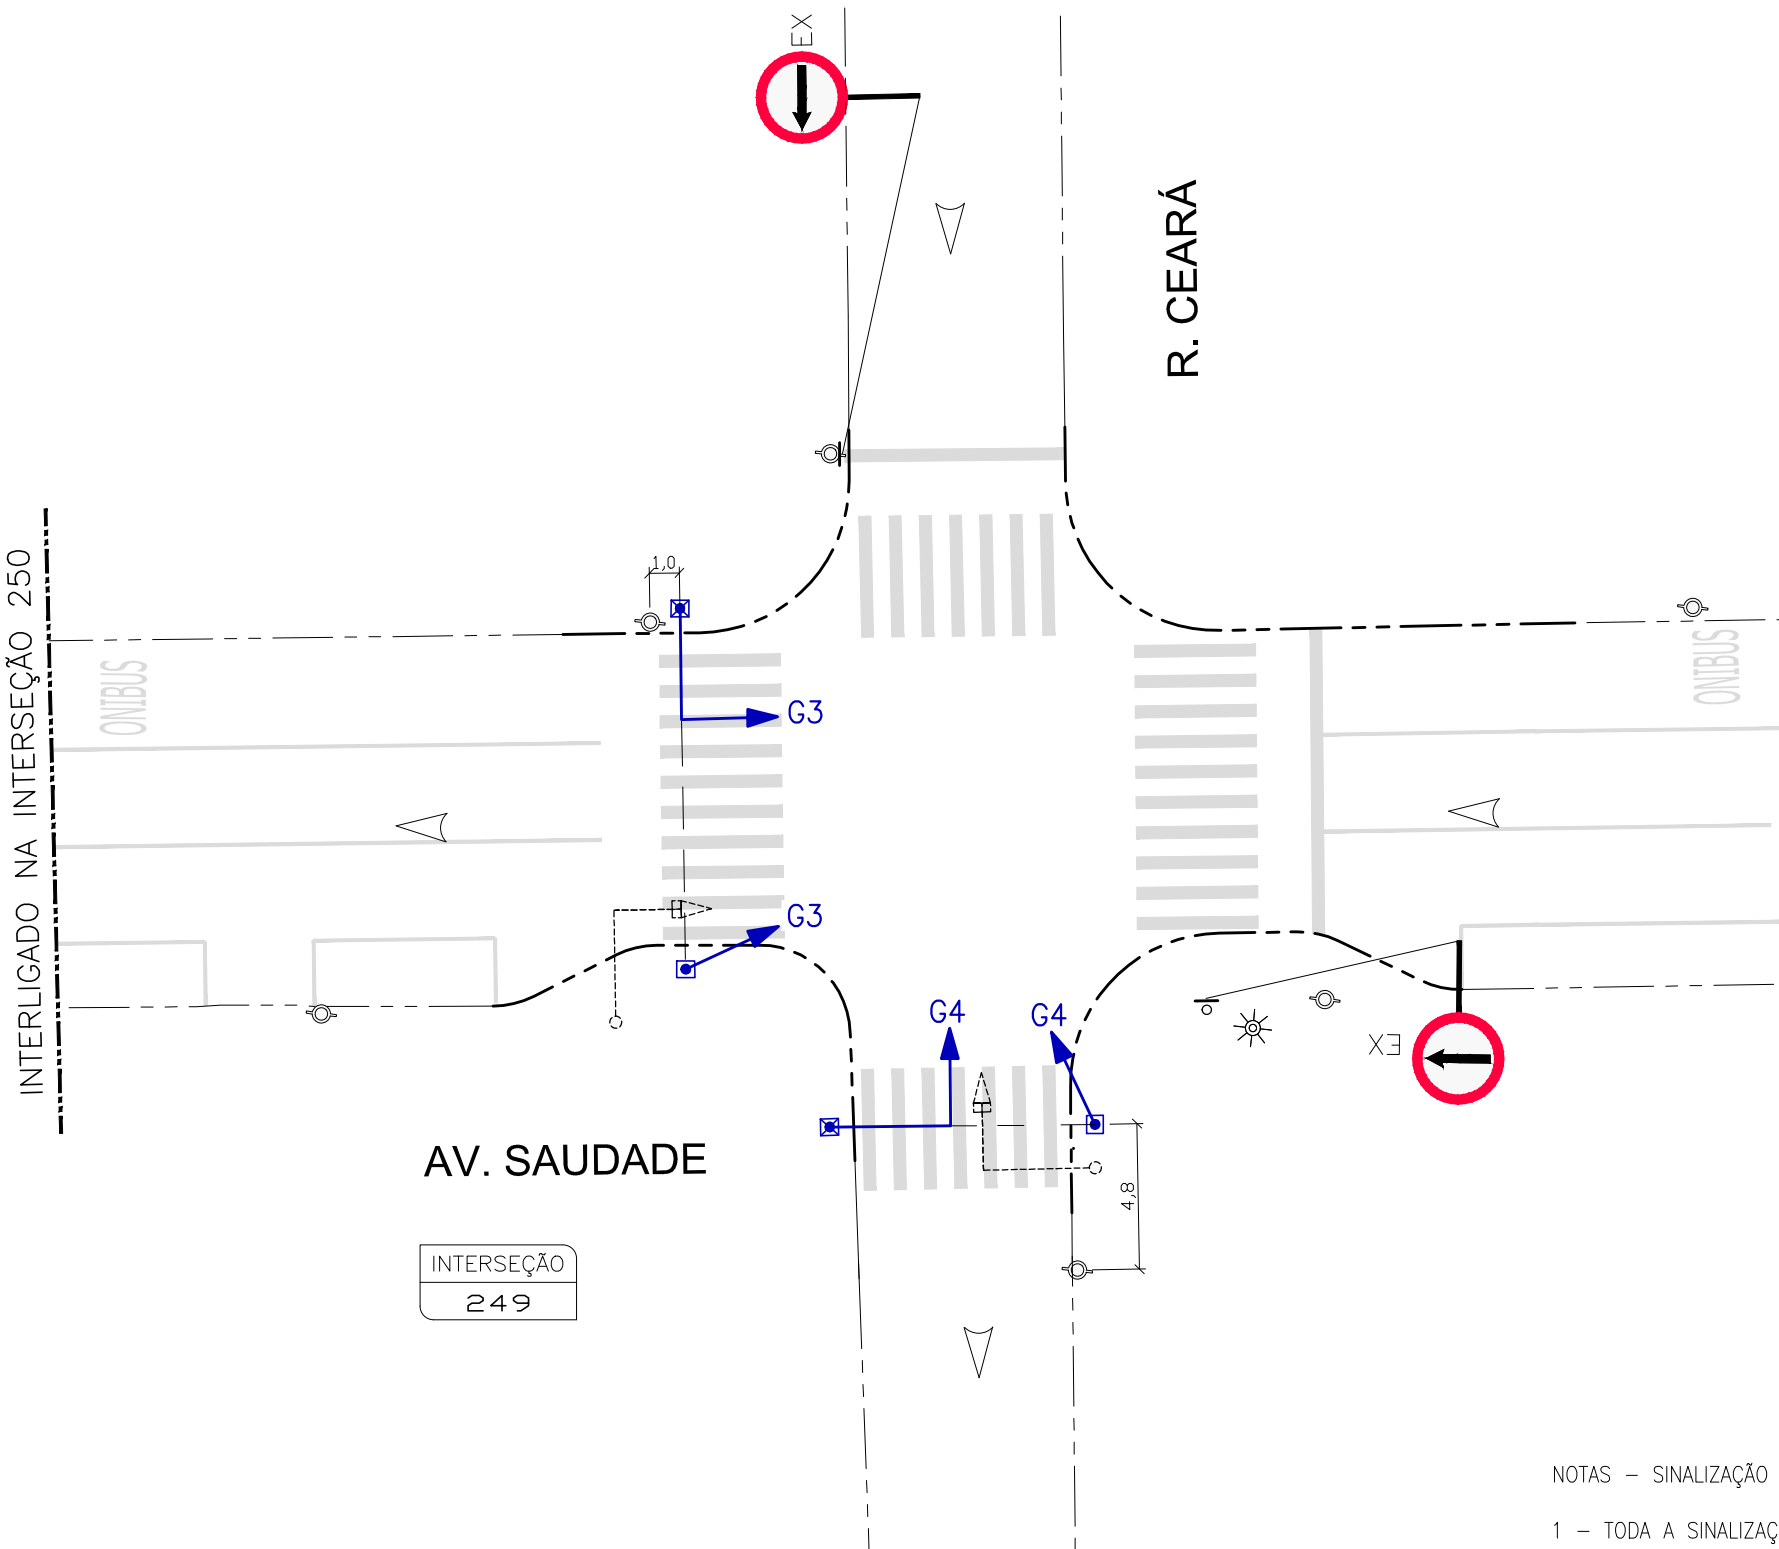 EX
R. CEARÁ
INTERLIGADO NA INTERSEÇÃO 250
1,0
ONIBUS
ONIBUS
G3
G3
G4
G4
EX
4,8
AV. SAUDADE
INTERSEÇÃO
249
NOTAS – SINALIZAÇÃO
1 – TODA A SINALIZAÇ